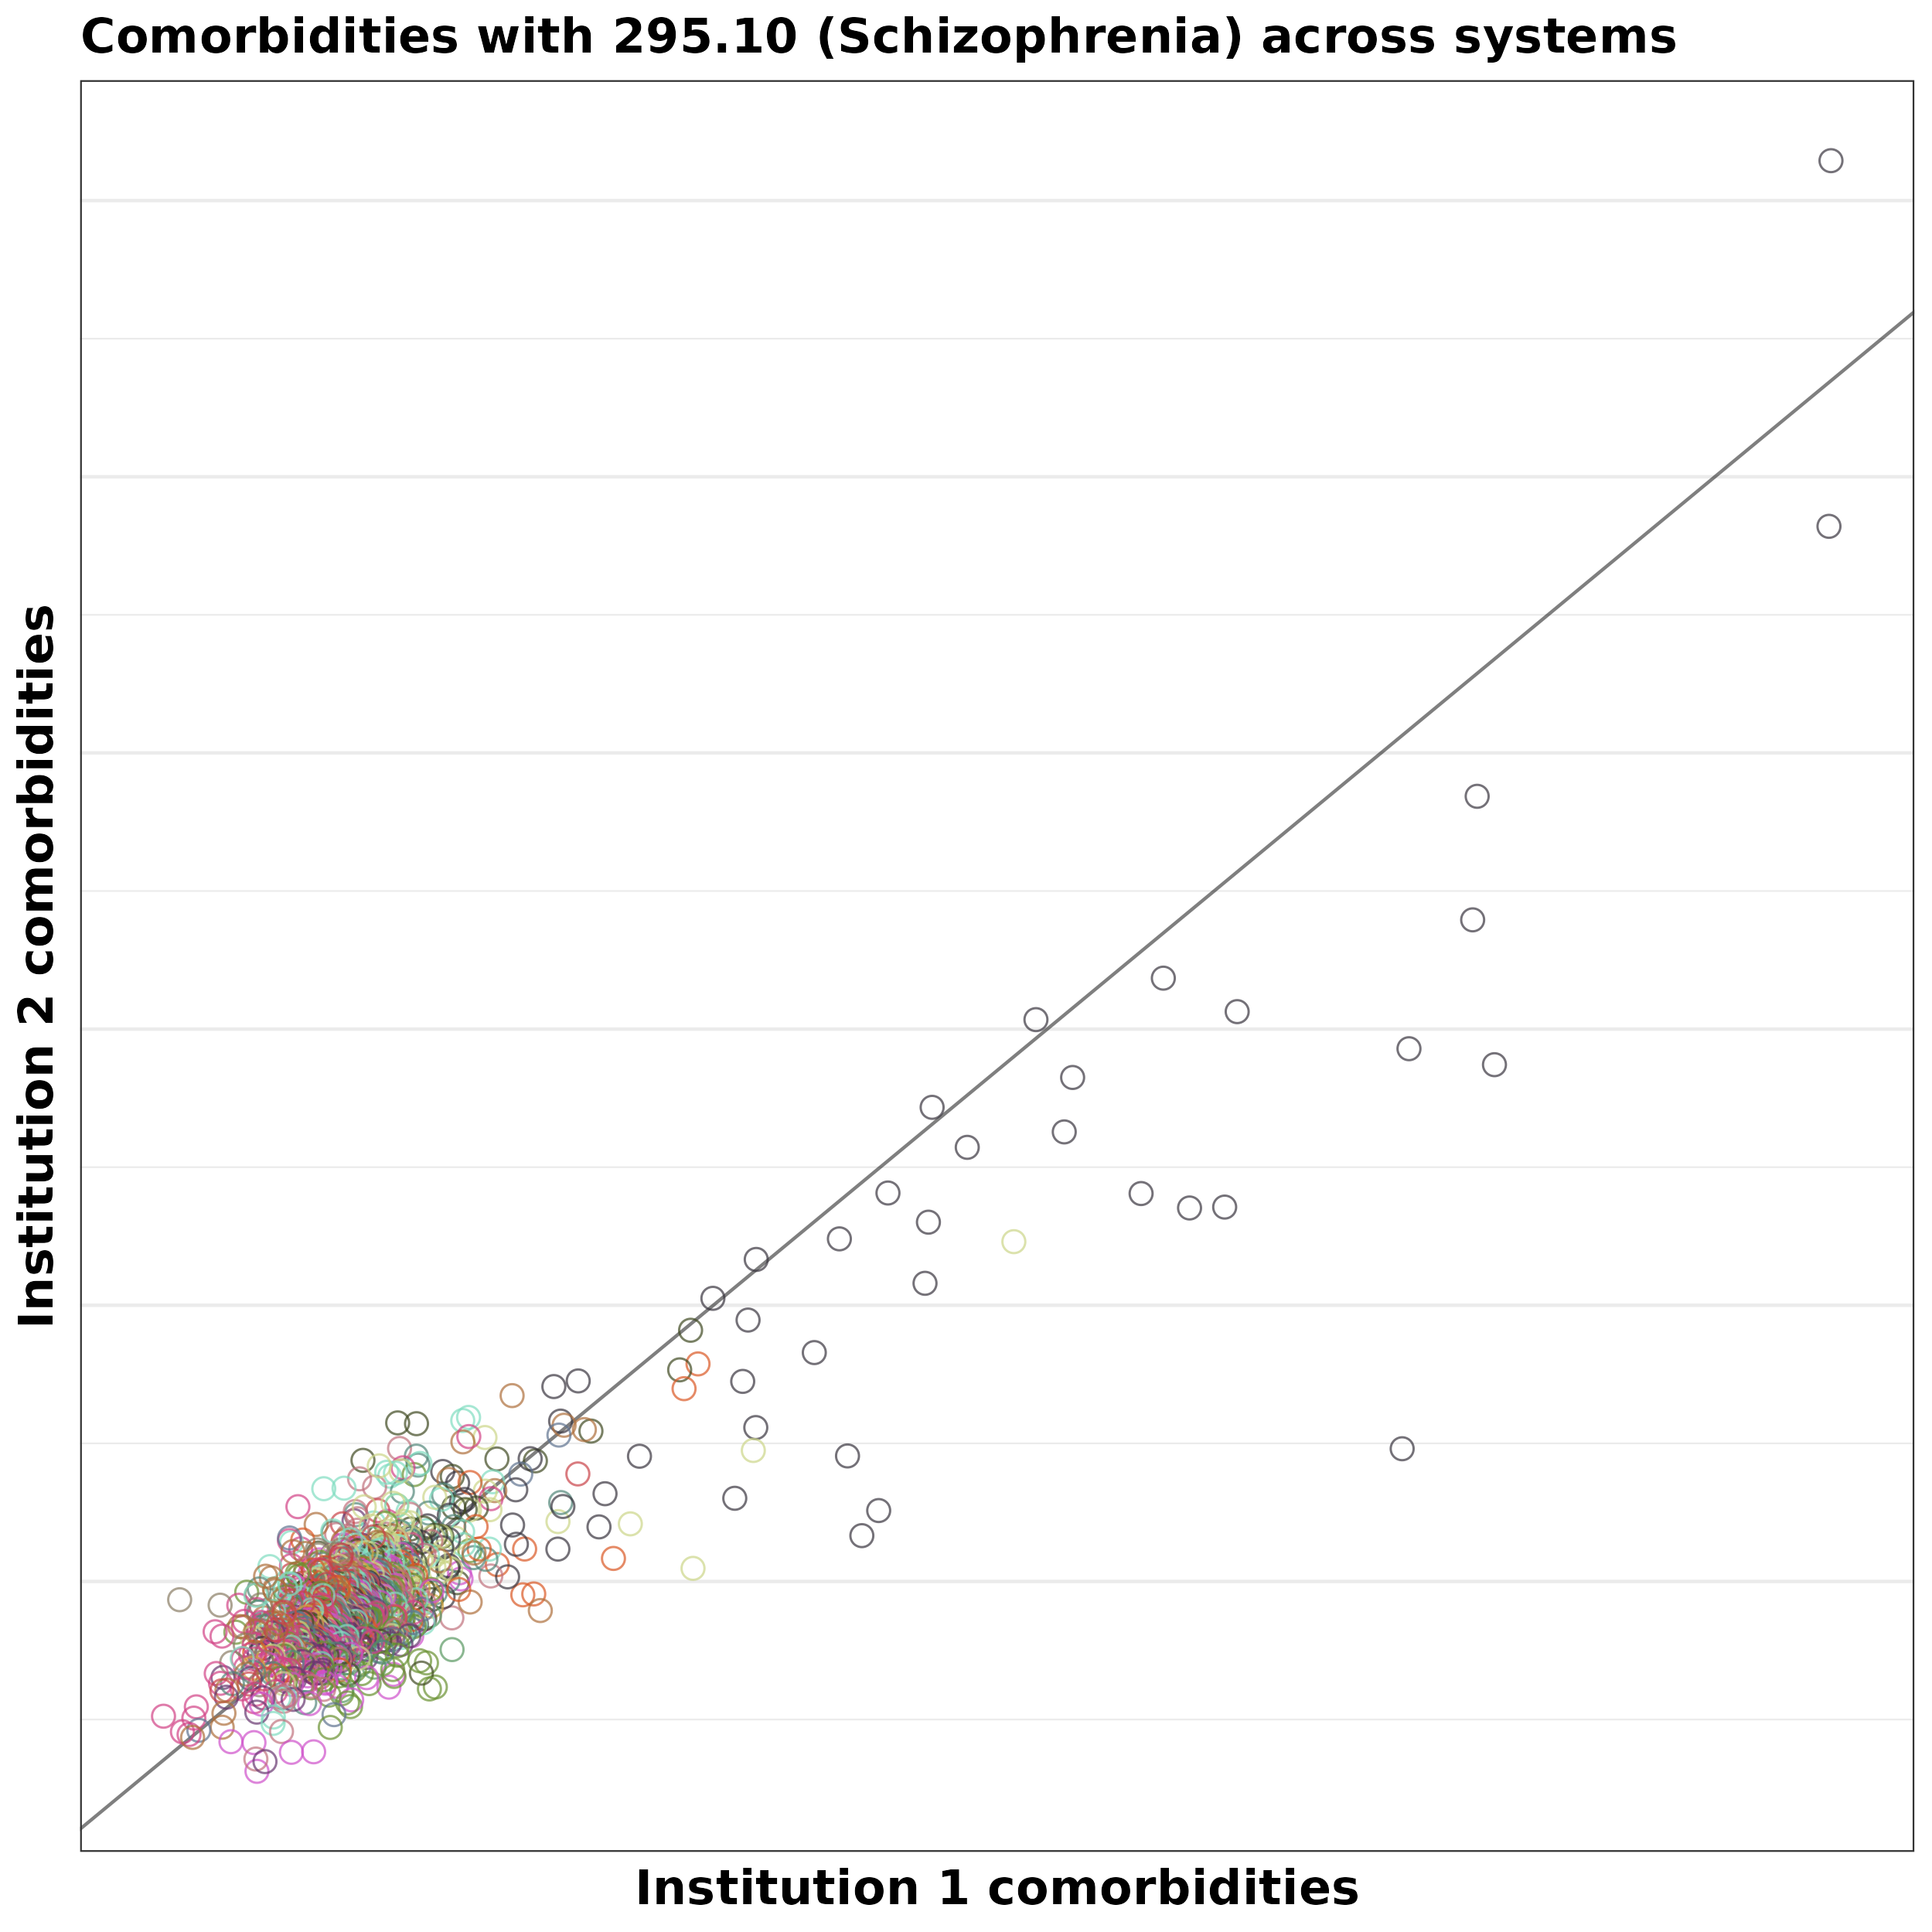 Comorbidities with 295.10 (Schizophrenia) across systems
Institution 2 comorbidities
Institution 1 comorbidities